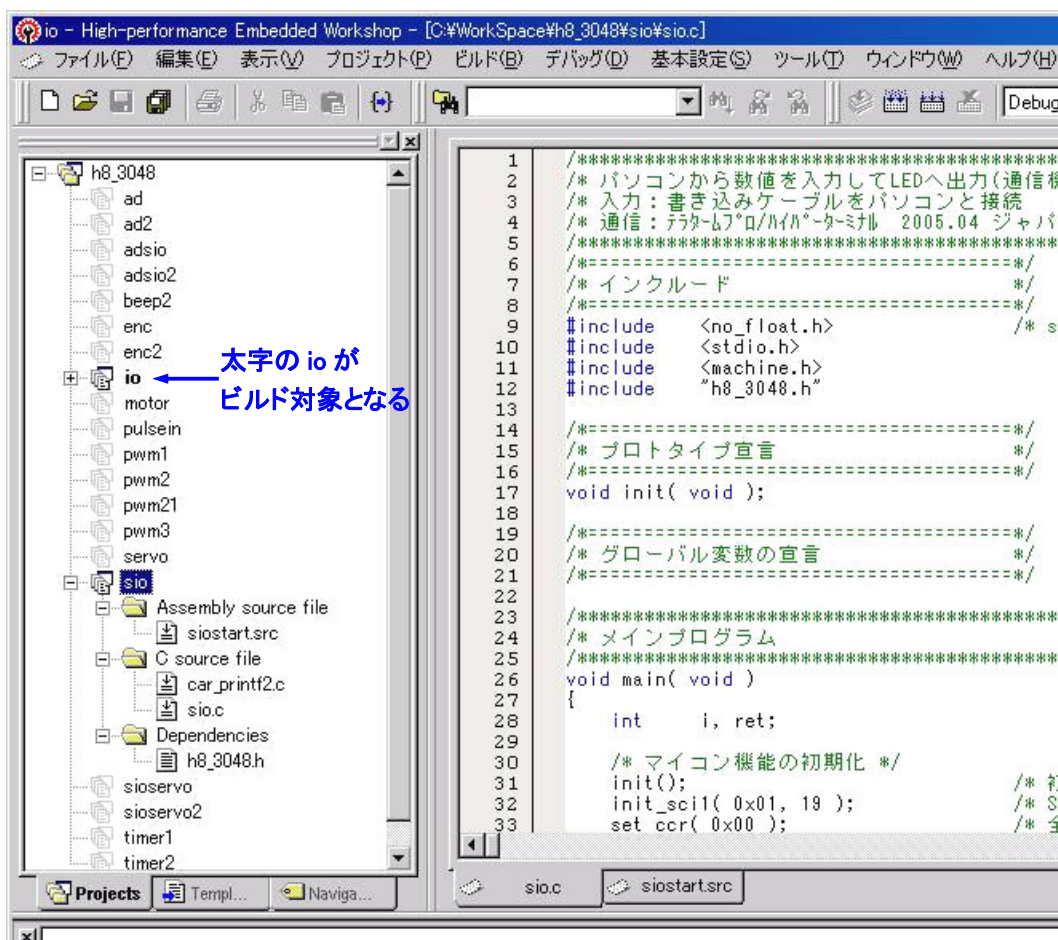 io - High-performance Embedded Workshop - [C:¥WorkSpace¥h8_3048¥sio¥sio.c]
ファイル(F) 編集(E) 表示(V) プロジェクト(P) ビルド(B) デバッグ(D) 基本設定(S) ツール(T) ウィンドウ(W) ヘルプ(H)
Debug
h8_3048
ad
ad2
adsio
adsio2
beep2
enc
enc2
io
motor
pulsein
pwm1
pwm2
pwm21
pwm3
servo
sio
Assembly source file
siostart.src
C source file
car_printf2.c
sio.c
Dependencies
h8_3048.h
sioservo
sioservo2
timer1
timer2
太字の io が
ビルド対象となる
Projects Templ... Naviga...
1 /****************************************
2 /* パソコンから数値を入力してLEDへ出力(通信機
3 /* 入力：書き込みケーブルをパソコンと接続
4 /* 通信：ﾃﾗﾀｰﾑﾌﾟﾛ/ﾊｲﾊﾟｰﾀｰﾐﾅﾙ 2005.04 ジャパ
5 /****************************************
6 /*======================================*/
7 /* インクルード */
8 /*======================================*/
9 #include <no_float.h> /* s
10 #include <stdio.h>
11 #include <machine.h>
12 #include "h8_3048.h"
13
14 /*======================================*/
15 /* プロトタイプ宣言 */
16 /*======================================*/
17 void init( void );
18
19 /*======================================*/
20 /* グローバル変数の宣言 */
21 /*======================================*/
22
23 /****************************************
24 /* メインプログラム
25 /****************************************
26 void main( void )
27 {
28 int i, ret;
29
30 /* マイコン機能の初期化 */
31 init(); /* 初
32 init_sci1( 0x01, 19 ); /* S
33 set_ccr( 0x00 ); /* 全
sio.c siostart.src